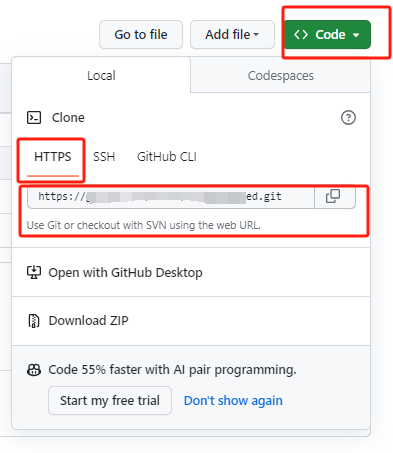 Go to file Add file <> Code
Local Codespaces
Clone
HTTPS SSH GitHub CLI
https:// ed.git
Use Git or checkout with SVN using the web URL.
Open with GitHub Desktop
Download ZIP
Code 55% faster with AI pair programming.
Start my free trial Don't show again